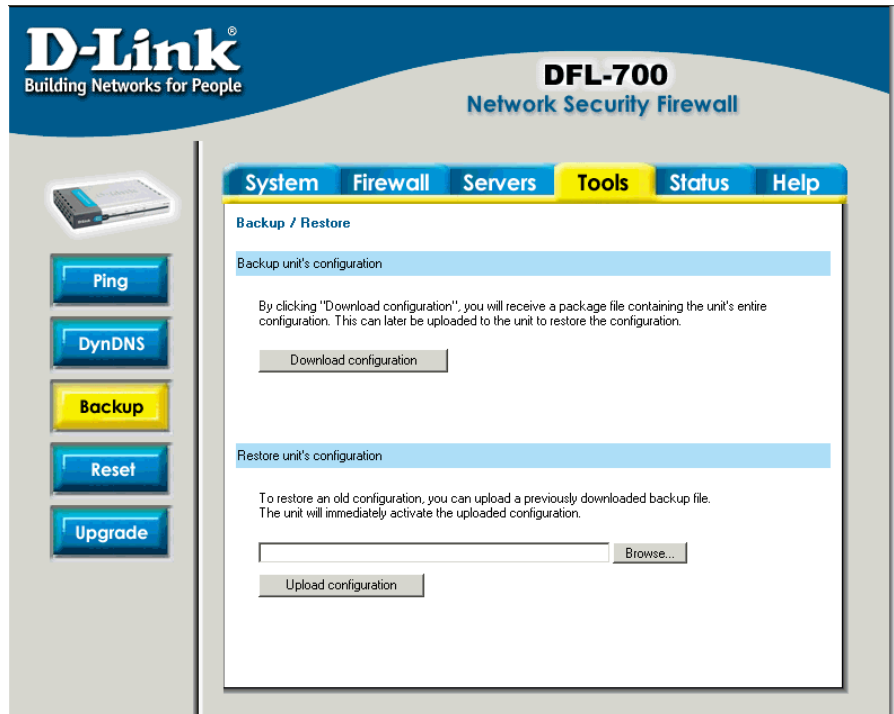 D-Link®
Building Networks for People
DFL-700
Network Security Firewall
System Firewall Servers Tools Status Help
Ping
DynDNS
Backup
Reset
Upgrade
Backup / Restore
Backup unit's configuration
By clicking "Download configuration", you will receive a package file containing the unit's entire
configuration. This can later be uploaded to the unit to restore the configuration.
Download configuration
Restore unit's configuration
To restore an old configuration, you can upload a previously downloaded backup file.
The unit will immediately activate the uploaded configuration.
Browse...
Upload configuration